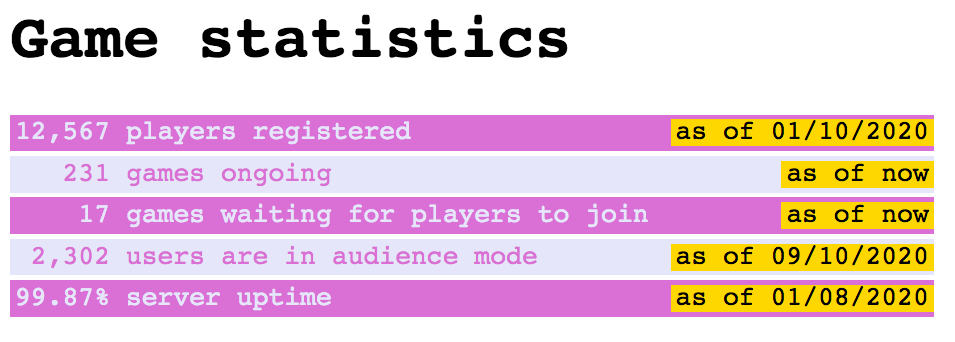 Game statistics
12,567 players registered as of 01/10/2020
231 games ongoing as of now
17 games waiting for players to join as of now
2,302 users are in audience mode as of 09/10/2020
99.87% server uptime as of 01/08/2020